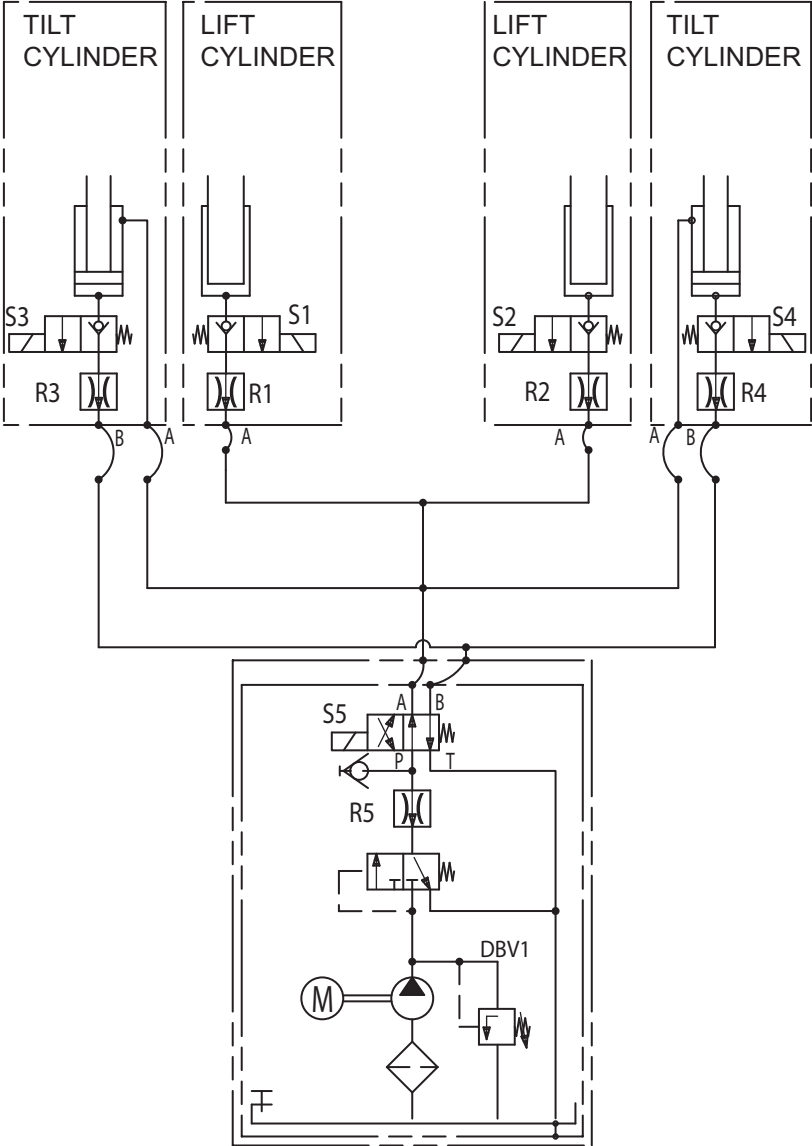 TILT
CYLINDER
LIFT
CYLINDER
LIFT
CYLINDER
TILT
CYLINDER
S3
S1
S2
S4
R3
R1
R2
R4
B
A
A
A
A
B
A
B
S5
P
T
R5
DBV1
M